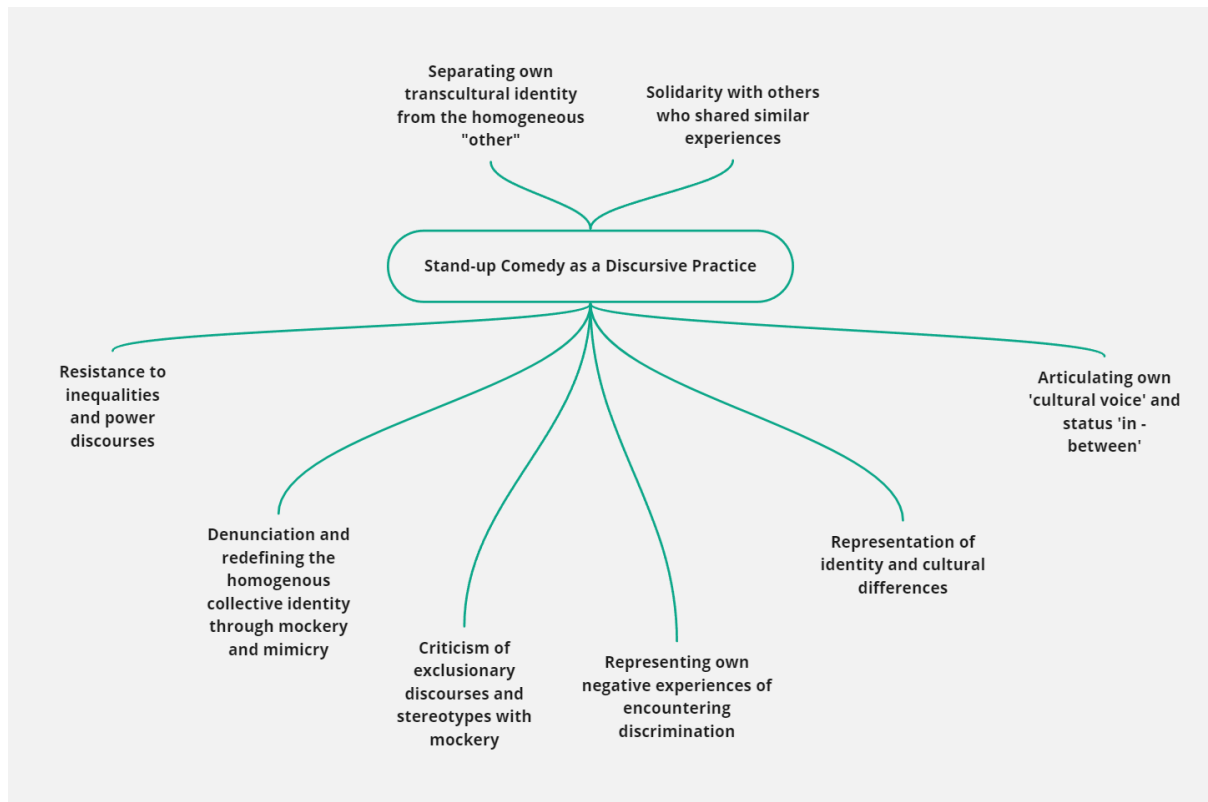 Separating own
transcultural identity
from the homogeneous
"other"
Solidarity with others
who shared similar
experiences
Stand-up Comedy as a Discursive Practice
Resistance to
inequalities
and power
discourses
Articulating own
'cultural voice' and
status 'in -
between'
Denunciation and
redefining the
homogenous
collective identity
through mockery
and mimicry
Representation of
identity and cultural
differences
Criticism of
exclusionary
discourses and
stereotypes with
mockery
Representing own
negative experiences of
encountering
discrimination